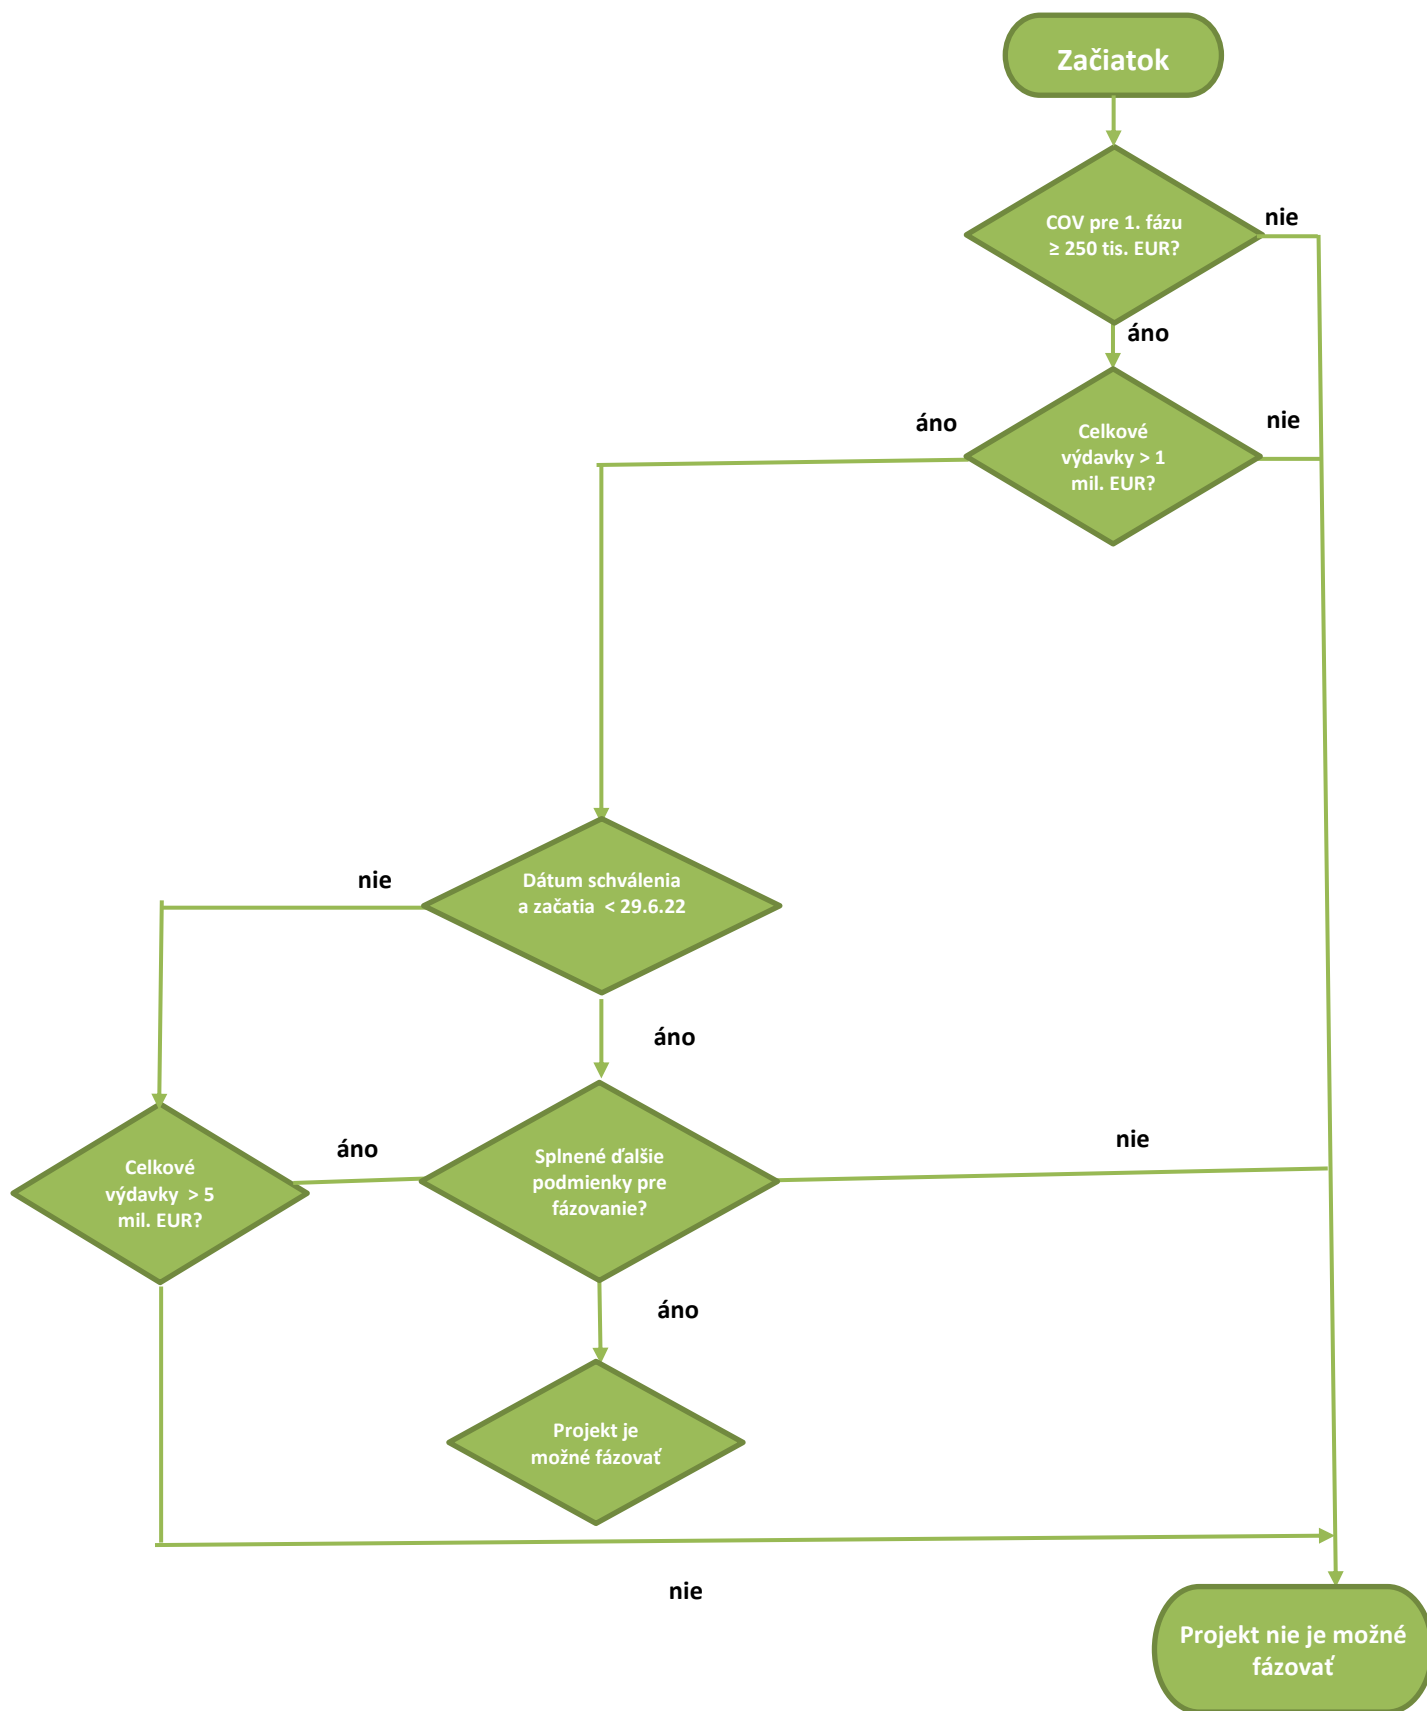 Začiatok
COV pre 1. fázu
≥ 250 tis. EUR?
nie
áno
áno
Celkové
výdavky > 1
mil. EUR?
nie
nie
Dátum schválenia
a začatia < 29.6.22
áno
Celkové
výdavky > 5
mil. EUR?
áno
Splnené ďalšie
podmienky pre
fázovanie?
nie
áno
Projekt je
možné fázovať
nie
Projekt nie je možné
fázovať